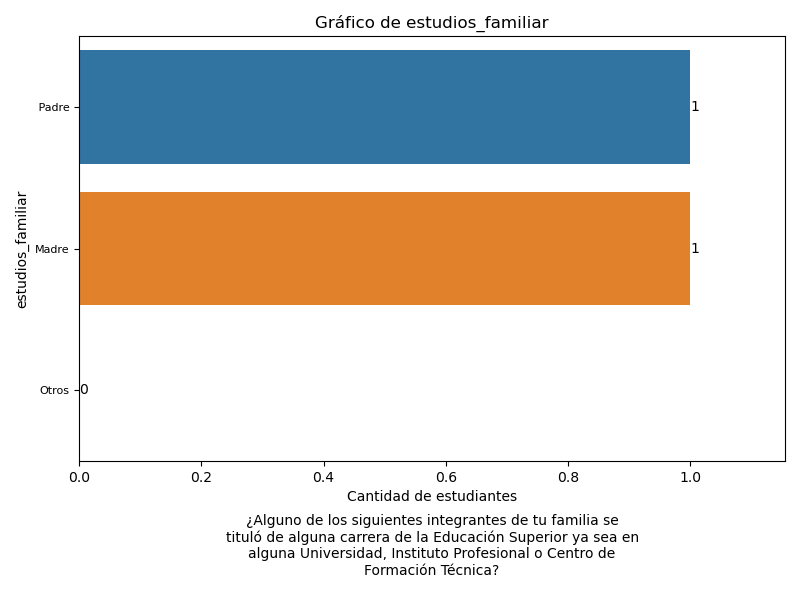 Gráfico de estudios_familiar
estudios_familiar
Padre
1
Madre
1
Otros
0
0.0 0.2 0.4 0.6 0.8 1.0
Cantidad de estudiantes
¿Alguno de los siguientes integrantes de tu familia se
tituló de alguna carrera de la Educación Superior ya sea en
alguna Universidad, Instituto Profesional o Centro de
Formación Técnica?